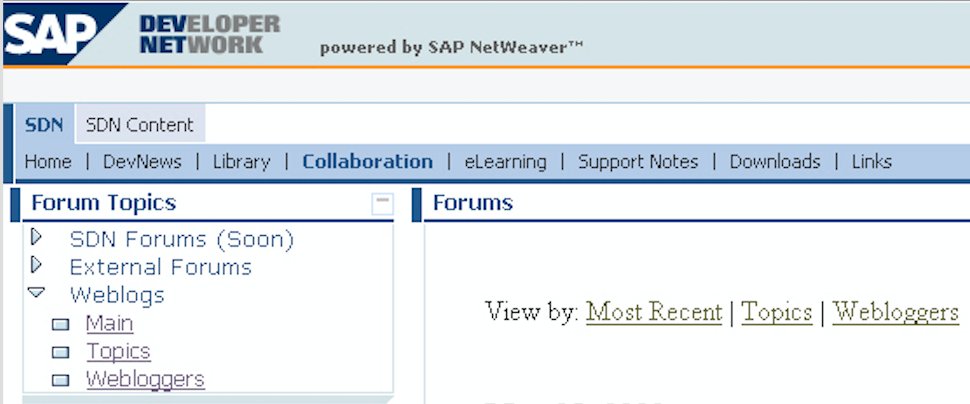 SAP DEVELOPER
NETWORK powered by SAP NetWeaver™
SDN SDN Content
Home | DevNews | Library | Collaboration | eLearning | Support Notes | Downloads | Links
Forum Topics
SDN Forums (Soon)
External Forums
Weblogs
Main
Topics
Webloggers
Forums
View by: Most Recent | Topics | Webloggers